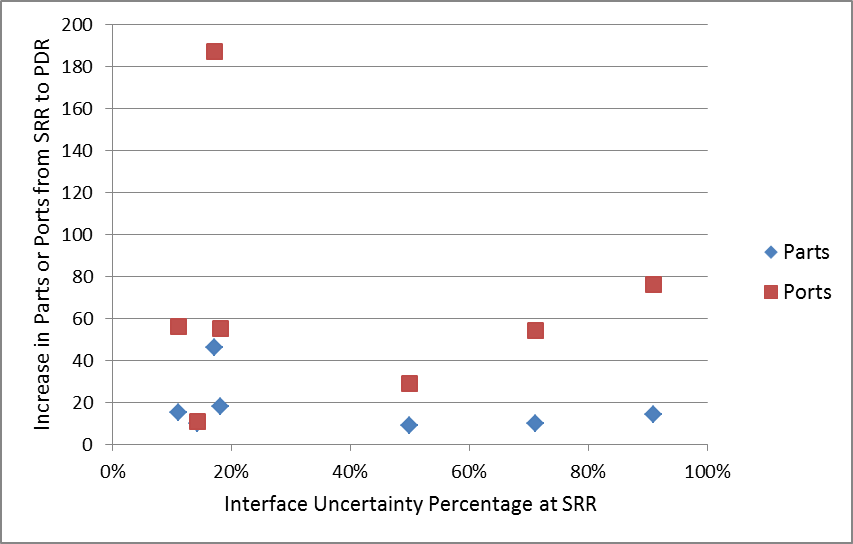 200
180
160
140
120
100
80
60
40
20
0
Increase in Parts or Ports from SRR to PDR
0% 20% 40% 60% 80% 100%
Interface Uncertainty Percentage at SRR
Parts
Ports